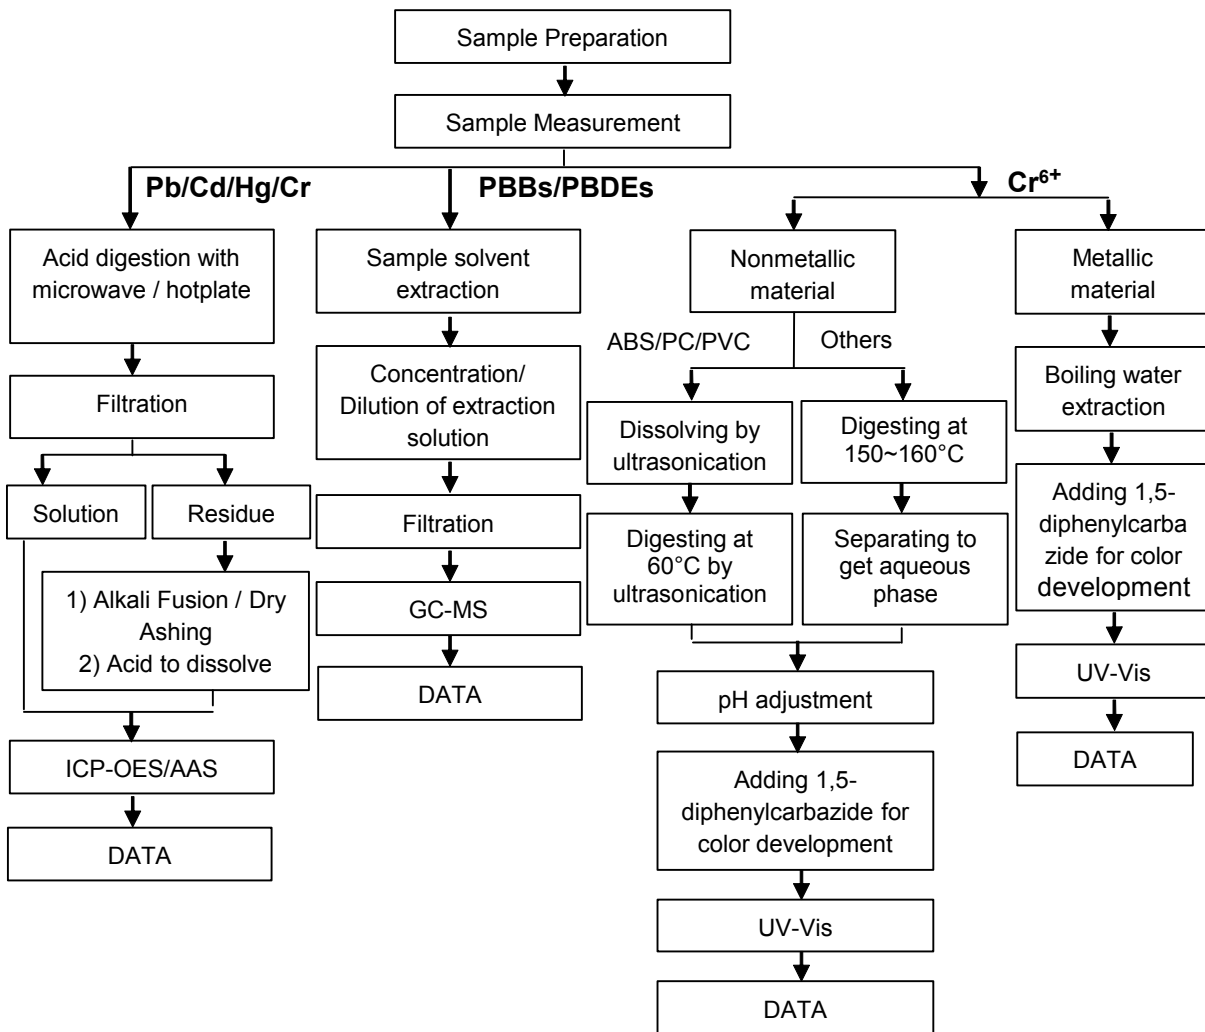 Sample Preparation
Sample Measurement
Pb/Cd/Hg/Cr
PBBs/PBDEs
Cr⁶⁺
Acid digestion with
microwave / hotplate
Filtration
Solution
Residue
1) Alkali Fusion / Dry
Ashing
2) Acid to dissolve
ICP-OES/AAS
DATA
Sample solvent
extraction
Concentration/
Dilution of extraction
solution
Filtration
GC-MS
DATA
Nonmetallic
material
ABS/PC/PVC
Others
Dissolving by
ultrasonication
Digesting at
60°C by
ultrasonication
Digesting at
150~160°C
Separating to
get aqueous
phase
pH adjustment
Adding 1,5-
diphenylcarbazide for
color development
UV-Vis
DATA
Metallic
material
Boiling water
extraction
Adding 1,5-
diphenylcarba
zide for color
development
UV-Vis
DATA